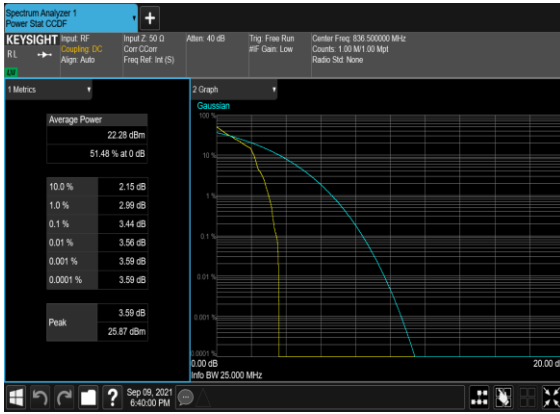 Spectrum Analyzer 1
Power Stat CCDF
+
KEYSIGHT
RL
LXI
Input: RF
Coupling: DC
Align: Auto
Input Z: 50 Ω
Corr CCorr
Freq Ref: Int (S)
Atten: 40 dB
Trig: Free Run
#IF Gain: Low
Center Freq: 836.500000 MHz
Counts: 1.00 M/1.00 Mpt
Radio Std: None
1 Metrics
Average Power
22.28 dBm
51.48 % at 0 dB
10.0 % 2.15 dB
1.0 % 2.99 dB
0.1 % 3.44 dB
0.01 % 3.56 dB
0.001 % 3.59 dB
0.0001 % 3.59 dB
Peak
3.59 dB
25.87 dBm
2 Graph
Gaussian
100 %
10 %
1 %
0.1 %
0.01 %
0.001 %
0.0001 %
0.00 dB
20.00 d
Info BW 25.000 MHz
?
Sep 09, 2021
6:40:00 PM